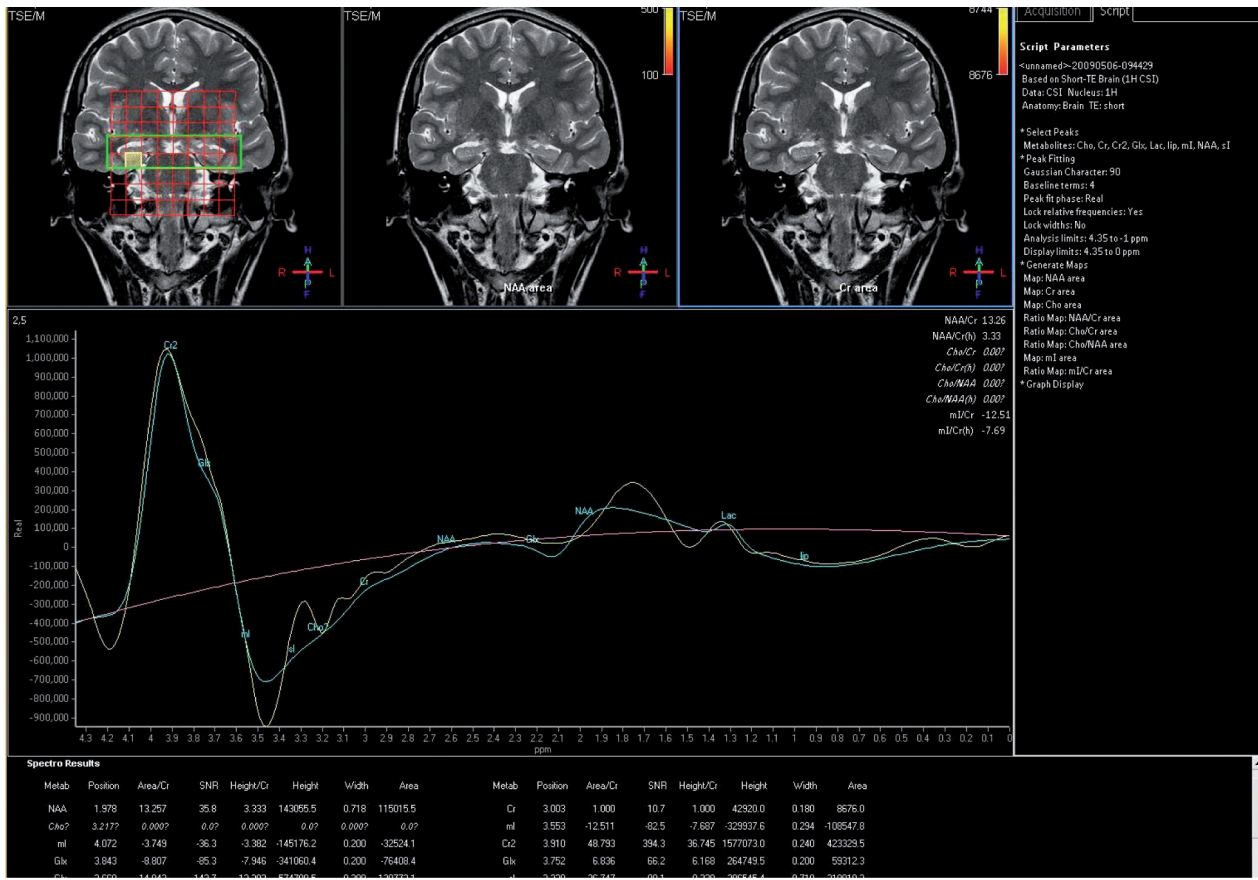 TSE/M
R L
H
A
P
F
TSE/M
500
100
R L
H
A
P
F
NAA area
TSE/M
8744
8676
R L
H
A
P
F
Cr area
Acquisition Script
Script Parameters
<unnamed>-20090506-094429
Based on Short-TE Brain (1H CSI)
Data: CSI Nucleus: 1H
Anatomy: Brain TE: short
* Select Peaks
Metabolites: Cho, Cr, Cr2, Glx, Lac, lip, mI, NAA, sI
* Peak Fitting
Gaussian Character: 90
Baseline terms: 4
Peak fit phase: Real
Lock relative frequencies: Yes
Lock widths: No
Analysis limits: 4.35 to -1 ppm
Display limits: 4.35 to 0 ppm
* Generate Maps
Map: NAA area
Map: Cr area
Map: Cho area
Ratio Map: NAA/Cr area
Ratio Map: Cho/Cr area
Ratio Map: Cho/NAA area
Map: mI area
Ratio Map: mI/Cr area
* Graph Display
2,5
NAA/Cr 13.26
NAA/Cr(h) 3.33
Cho/Cr 0.00?
Cho/Cr(h) 0.00?
Cho/NAA 0.00?
Cho/NAA(h) 0.00?
mI/Cr -12.51
mI/Cr(h) -7.69
1,100,000
1,000,000
900,000
800,000
700,000
600,000
500,000
400,000
300,000
200,000
100,000
0
-100,000
-200,000
-300,000
-400,000
-500,000
-600,000
-700,000
-800,000
-900,000
Real
Cr2
Glx
mI
sI
Cho?
Cr
NAA
Glx
NAA
Lac
lip
4.3 4.2 4.1 4 3.9 3.8 3.7 3.6 3.5 3.4 3.3 3.2 3.1 3 2.9 2.8 2.7 2.6 2.5 2.4 2.3 2.2 2.1 2 1.9 1.8 1.7 1.6 1.5 1.4 1.3 1.2 1.1 1 0.9 0.8 0.7 0.6 0.5 0.4 0.3 0.2 0.1 0
ppm
Spectro Results
Metab Position Area/Cr SNR Height/Cr Height Width Area Metab Position Area/Cr SNR Height/Cr Height Width Area
NAA 1.978 13.257 35.8 3.333 143055.5 0.718 115015.5 Cr 3.003 1.000 10.7 1.000 42920.0 0.180 8676.0
Cho? 3.217? 0.000? 0.0? 0.000? 0.0? 0.000? 0.0? mI 3.553 -12.511 -82.5 -7.687 -329937.6 0.294 -108547.8
mI 4.072 -3.749 -36.3 -3.382 -145176.2 0.200 -32524.1 Cr2 3.910 48.793 394.3 36.745 1577073.0 0.240 423329.5
Glx 3.843 -8.807 -85.3 -7.946 -341060.4 0.200 -76408.4 Glx 3.752 6.836 66.2 6.168 264749.5 0.200 59312.3